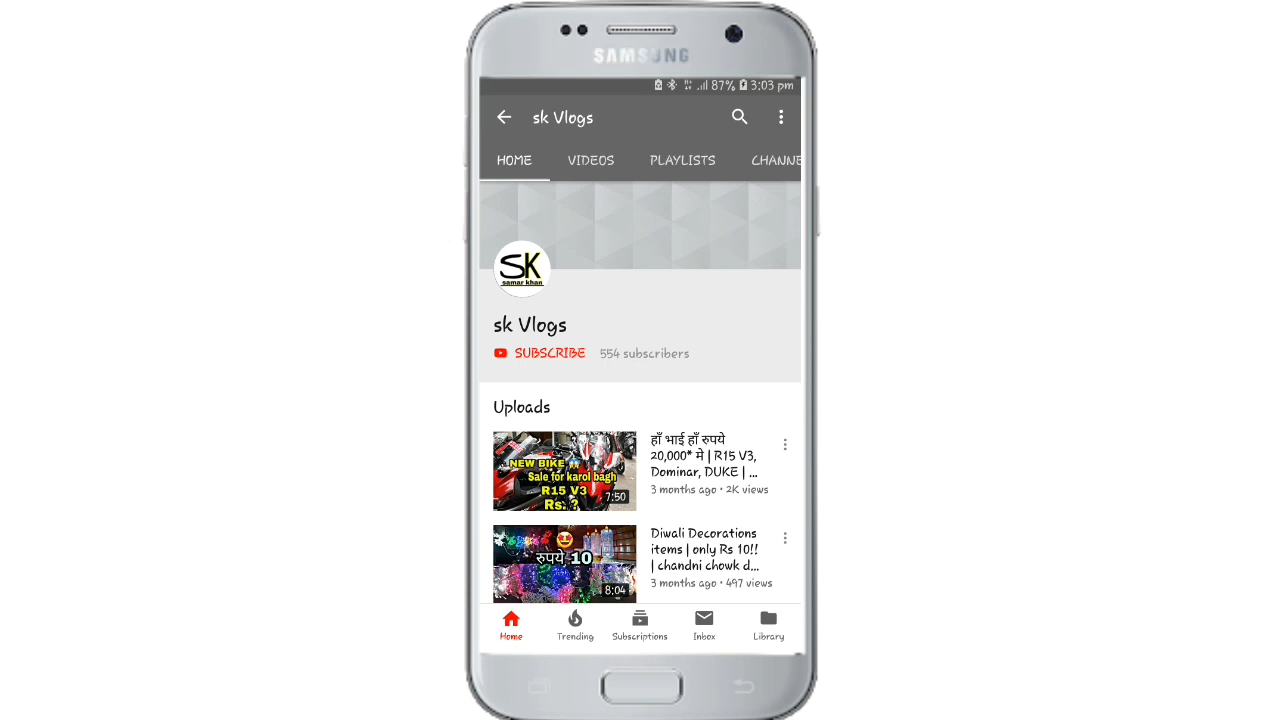 SAMSUNG
87% 3:03 pm
sk Vlogs
HOME VIDEOS PLAYLISTS CHANNE
SK
samar khan
sk Vlogs
SUBSCRIBE 554 subscribers
Uploads
NEW BIKE
Sale for karol bagh
R15 V3
Rs. ?
7:50
हाँ भाई हाँ रुपये
20,000* मे | R15 V3,
Dominar, DUKE | ...
3 months ago • 2K views
रुपये 10
8:04
Diwali Decorations
items | only Rs 10!!
| chandni chowk d...
3 months ago • 497 views
Home Trending Subscriptions Inbox Library